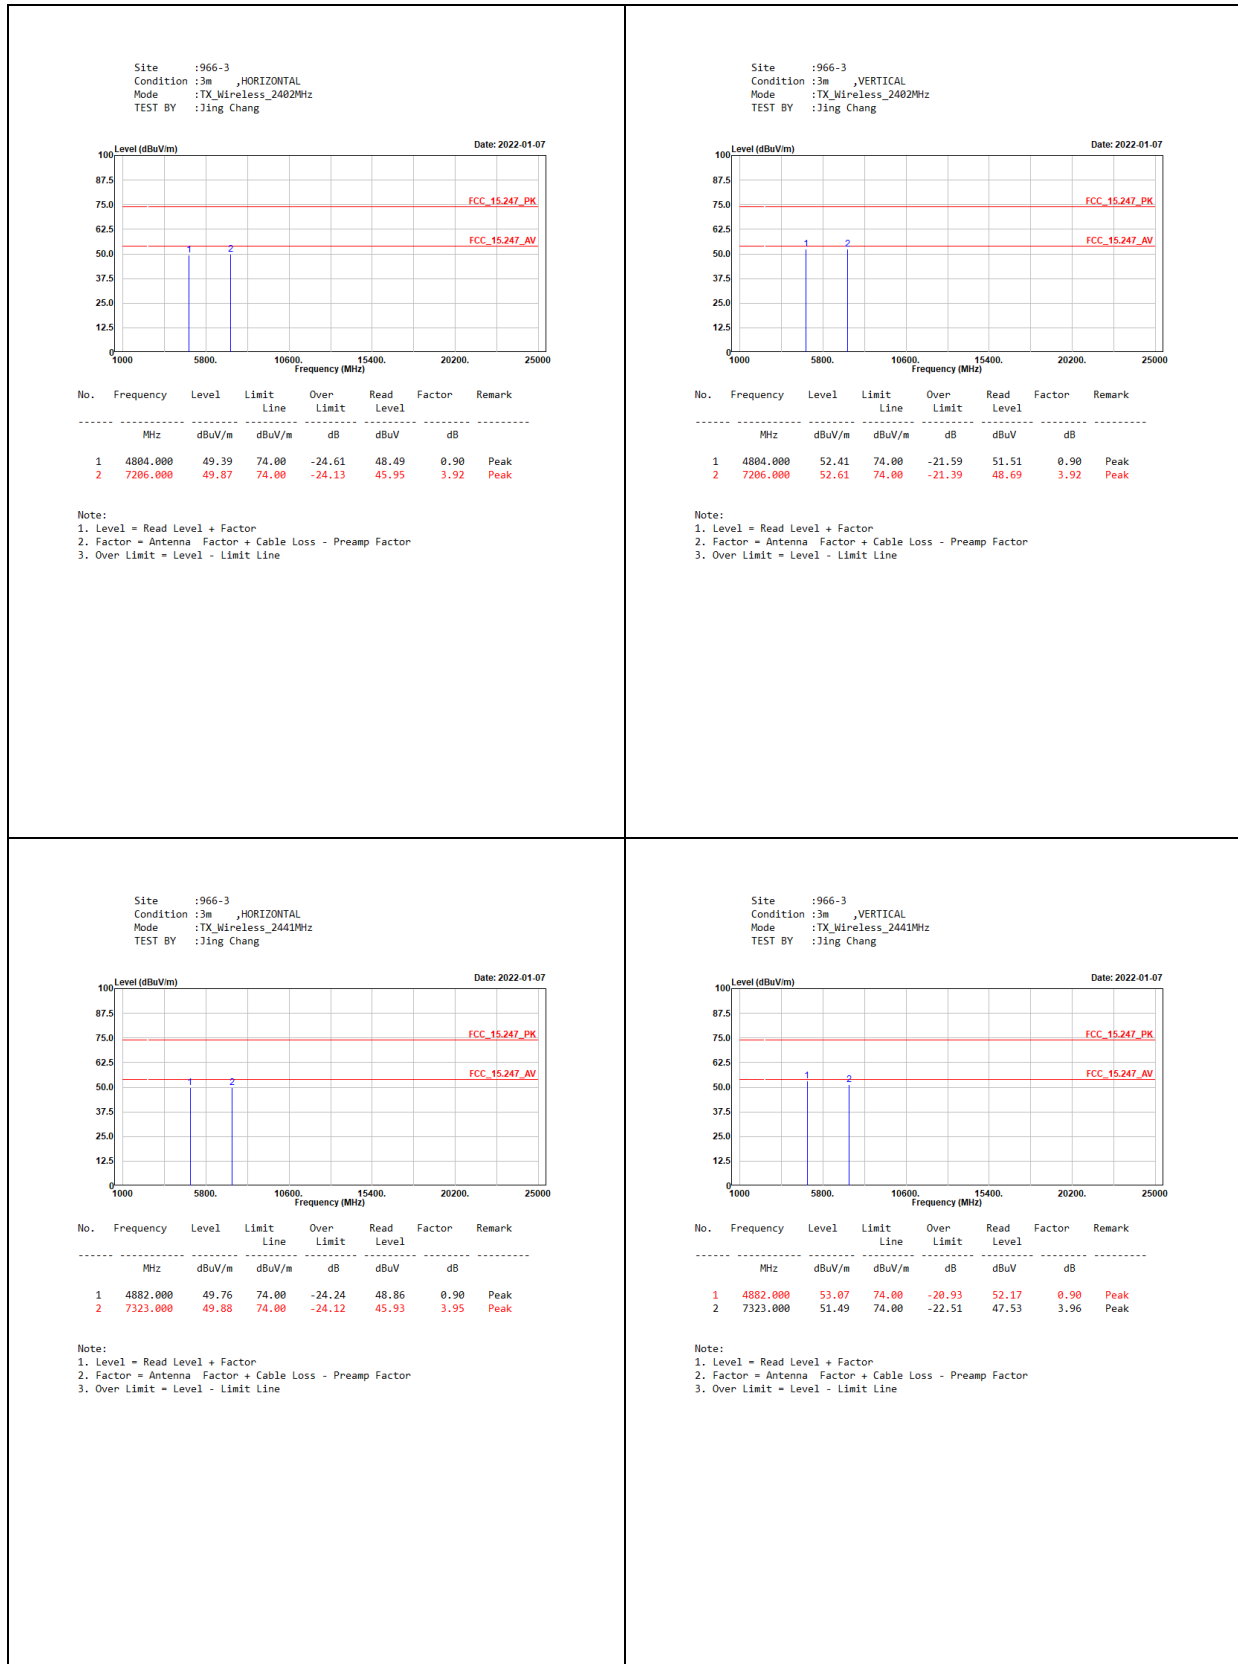 Site :966-3
Condition :3m ,HORIZONTAL
Mode :TX_Wireless_2402MHz
TEST BY :Jing Chang
Level (dBuV/m) Date: 2022-01-07
100
87.5
75.0 FCC_15.247_PK
62.5
FCC_15.247_AV
50.0 1 2
37.5
25.0
12.5
0
1000 5800. 10600. 15400. 20200. 25000
Frequency (MHz)
No. Frequency Level Limit Over Read Factor Remark
Line Limit Level
------ ----------- -------- -------- --------- -------- -------- ---------
MHz dBuV/m dBuV/m dB dBuV dB
1 4804.000 49.39 74.00 -24.61 48.49 0.90 Peak
2 7206.000 49.87 74.00 -24.13 45.95 3.92 Peak
Note:
1. Level = Read Level + Factor
2. Factor = Antenna Factor + Cable Loss - Preamp Factor
3. Over Limit = Level - Limit Line
Site :966-3
Condition :3m ,VERTICAL
Mode :TX_Wireless_2402MHz
TEST BY :Jing Chang
Level (dBuV/m) Date: 2022-01-07
100
87.5
75.0 FCC_15.247_PK
62.5
FCC_15.247_AV
50.0 1 2
37.5
25.0
12.5
0
1000 5800. 10600. 15400. 20200. 25000
Frequency (MHz)
No. Frequency Level Limit Over Read Factor Remark
Line Limit Level
------ ----------- -------- -------- --------- -------- -------- ---------
MHz dBuV/m dBuV/m dB dBuV dB
1 4804.000 52.41 74.00 -21.59 51.51 0.90 Peak
2 7206.000 52.61 74.00 -21.39 48.69 3.92 Peak
Note:
1. Level = Read Level + Factor
2. Factor = Antenna Factor + Cable Loss - Preamp Factor
3. Over Limit = Level - Limit Line
Site :966-3
Condition :3m ,HORIZONTAL
Mode :TX_Wireless_2441MHz
TEST BY :Jing Chang
Level (dBuV/m) Date: 2022-01-07
100
87.5
75.0 FCC_15.247_PK
62.5
FCC_15.247_AV
50.0 1 2
37.5
25.0
12.5
0
1000 5800. 10600. 15400. 20200. 25000
Frequency (MHz)
No. Frequency Level Limit Over Read Factor Remark
Line Limit Level
------ ----------- -------- -------- --------- -------- -------- ---------
MHz dBuV/m dBuV/m dB dBuV dB
1 4882.000 49.76 74.00 -24.24 48.86 0.90 Peak
2 7323.000 49.88 74.00 -24.12 45.93 3.95 Peak
Note:
1. Level = Read Level + Factor
2. Factor = Antenna Factor + Cable Loss - Preamp Factor
3. Over Limit = Level - Limit Line
Site :966-3
Condition :3m ,VERTICAL
Mode :TX_Wireless_2441MHz
TEST BY :Jing Chang
Level (dBuV/m) Date: 2022-01-07
100
87.5
75.0 FCC_15.247_PK
62.5
FCC_15.247_AV
50.0 1 2
37.5
25.0
12.5
0
1000 5800. 10600. 15400. 20200. 25000
Frequency (MHz)
No. Frequency Level Limit Over Read Factor Remark
Line Limit Level
------ ----------- -------- -------- --------- -------- -------- ---------
MHz dBuV/m dBuV/m dB dBuV dB
1 4882.000 53.07 74.00 -20.93 52.17 0.90 Peak
2 7323.000 51.49 74.00 -22.51 47.53 3.96 Peak
Note:
1. Level = Read Level + Factor
2. Factor = Antenna Factor + Cable Loss - Preamp Factor
3. Over Limit = Level - Limit Line